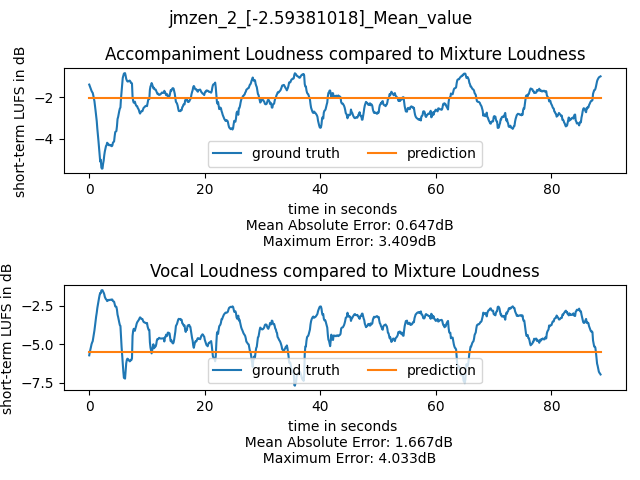 jmzen_2_[-2.59381018]_Mean_value
Accompaniment Loudness compared to Mixture Loudness
short-term LUFS in dB
−2
−4
ground truth
prediction
0 20 40 60 80
time in seconds
Mean Absolute Error: 0.647dB
Maximum Error: 3.409dB
Vocal Loudness compared to Mixture Loudness
short-term LUFS in dB
−2.5
−5.0
−7.5
ground truth
prediction
0 20 40 60 80
time in seconds
Mean Absolute Error: 1.667dB
Maximum Error: 4.033dB